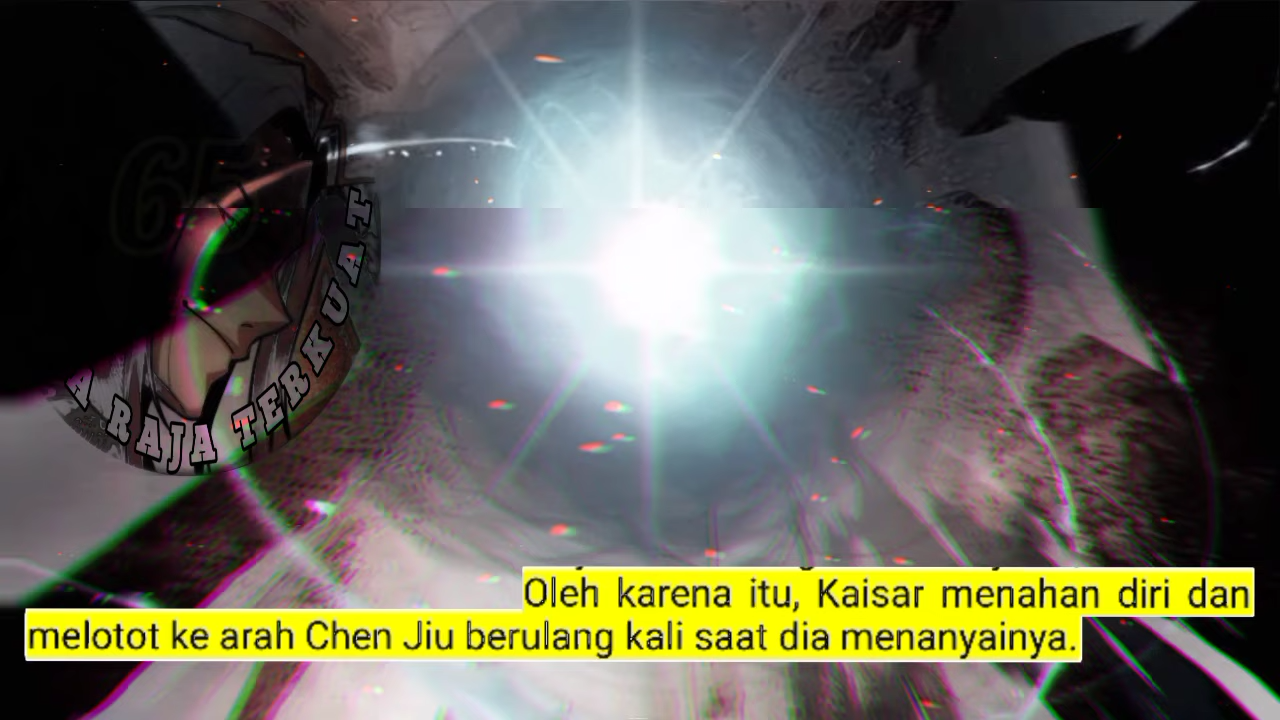 65
A RAJA TERKUAT
Oleh karena itu, Kaisar menahan diri dan
melotot ke arah Chen Jiu berulang kali saat dia menanyainya.